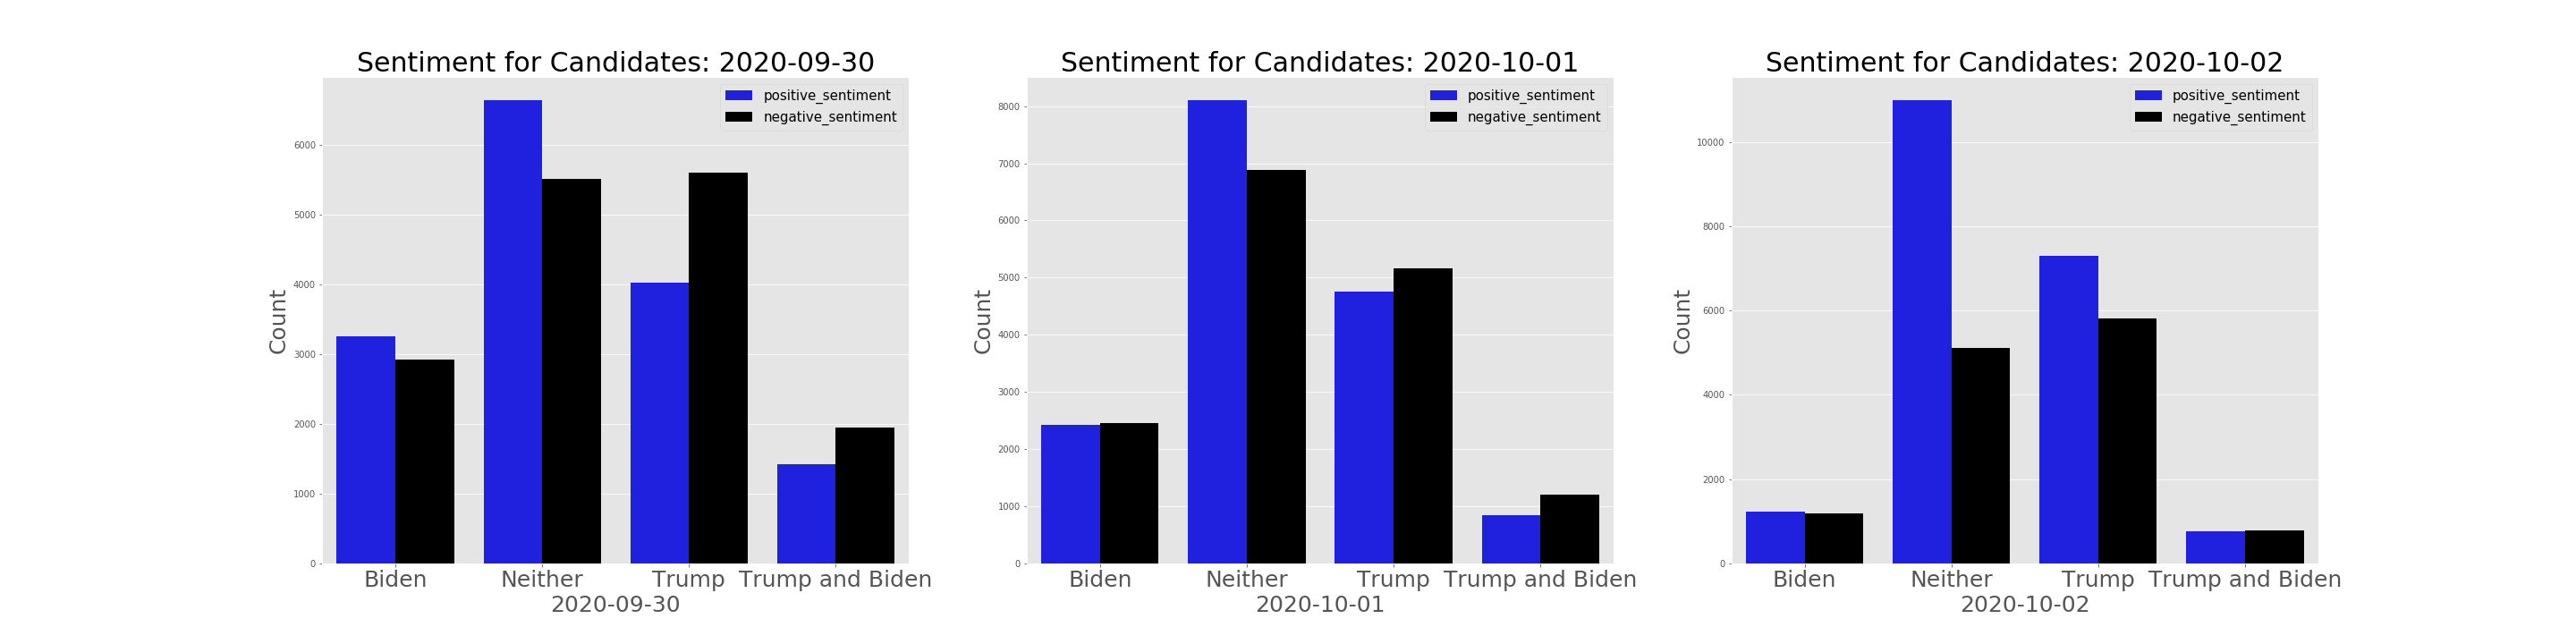 Sentiment for Candidates: 2020-09-30
positive_sentiment
negative_sentiment
6000
5000
4000
3000
2000
1000
0
Count
Biden Neither Trump Trump and Biden
2020-09-30
Sentiment for Candidates: 2020-10-01
positive_sentiment
negative_sentiment
8000
7000
6000
5000
4000
3000
2000
1000
0
Count
Biden Neither Trump Trump and Biden
2020-10-01
Sentiment for Candidates: 2020-10-02
positive_sentiment
negative_sentiment
10000
8000
6000
4000
2000
0
Count
Biden Neither Trump Trump and Biden
2020-10-02